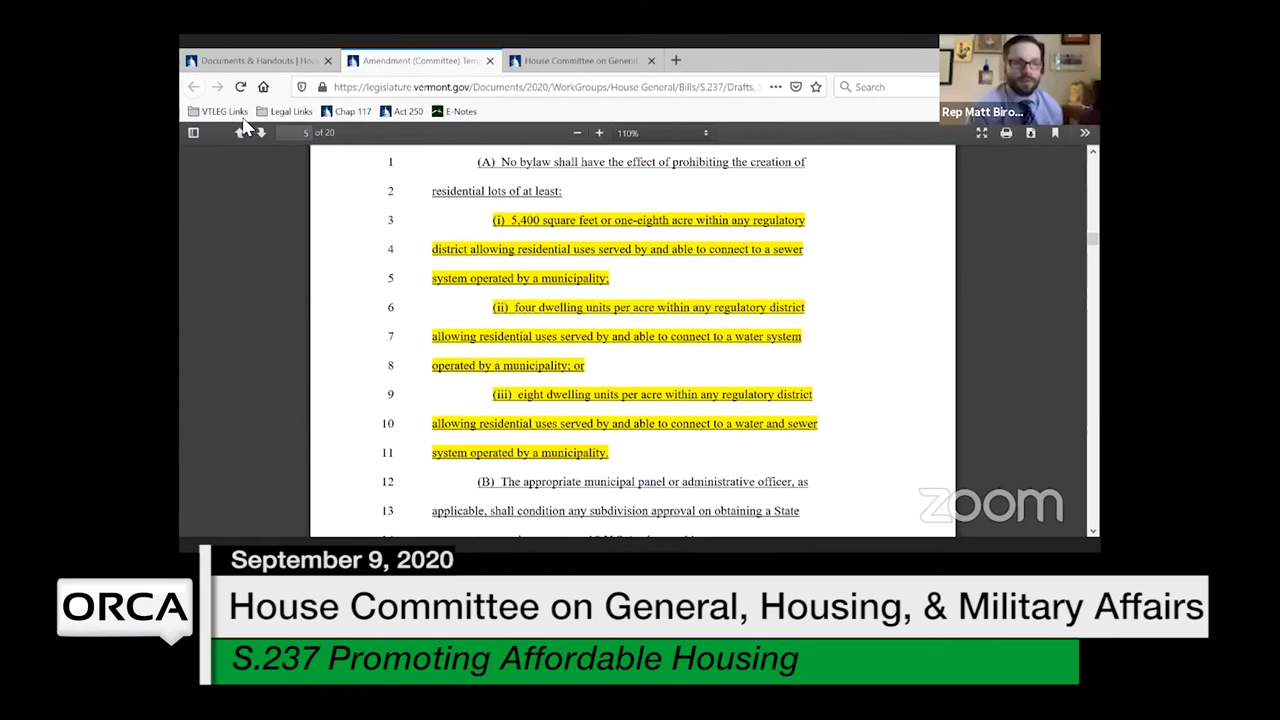 Documents & Handouts | Hou
Amendment (Committee) Temp
House Committee on General
https://legislature.vermont.gov/Documents/2020/WorkGroups/House General/Bills/S.237/Drafts,
Search
VTLEG Links
Legal Links
Chap 117
Act 250
E-Notes
Rep Matt Biro...
5 of 20
110%
1 (A) No bylaw shall have the effect of prohibiting the creation of
2 residential lots of at least:
3 (i) 5,400 square feet or one-eighth acre within any regulatory
4 district allowing residential uses served by and able to connect to a sewer
5 system operated by a municipality;
6 (ii) four dwelling units per acre within any regulatory district
7 allowing residential uses served by and able to connect to a water system
8 operated by a municipality; or
9 (iii) eight dwelling units per acre within any regulatory district
10 allowing residential uses served by and able to connect to a water and sewer
11 system operated by a municipality.
12 (B) The appropriate municipal panel or administrative officer, as
13 applicable, shall condition any subdivision approval on obtaining a State
zoom
September 9, 2020
ORCA
House Committee on General, Housing, & Military Affairs
S.237 Promoting Affordable Housing